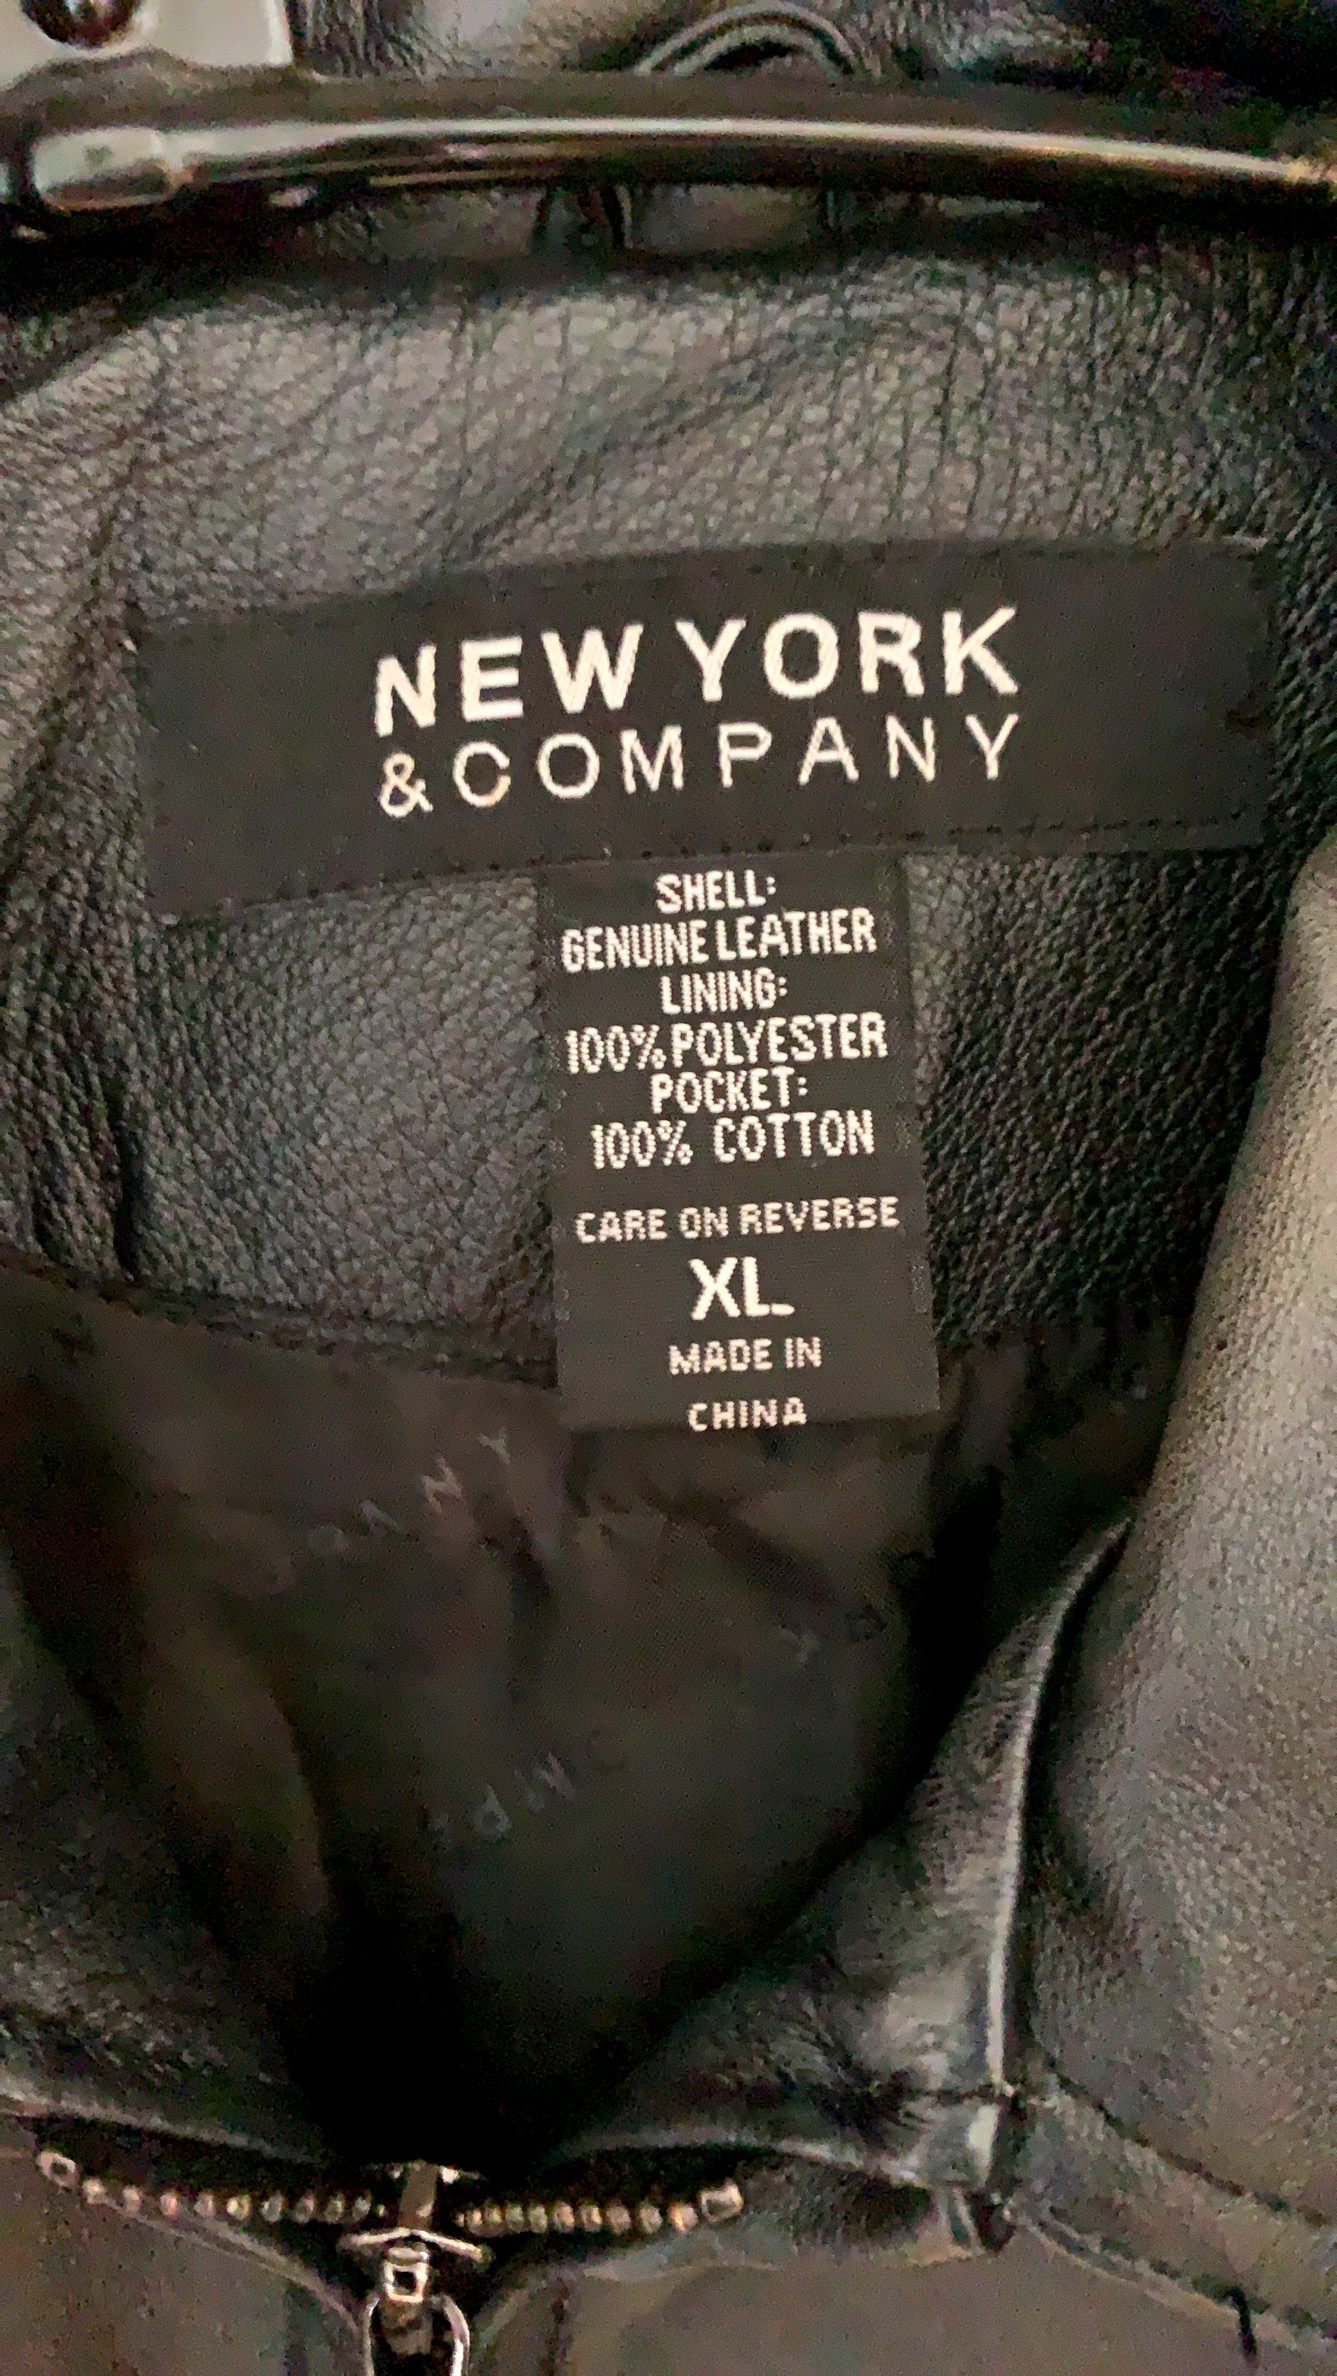 NEW YORK
& COMPANY
SHELL:
GENUINE LEATHER
LINING:
100% POLYESTER
POCKET:
100% COTTON
CARE ON REVERSE
XL
MADE IN
CHINA